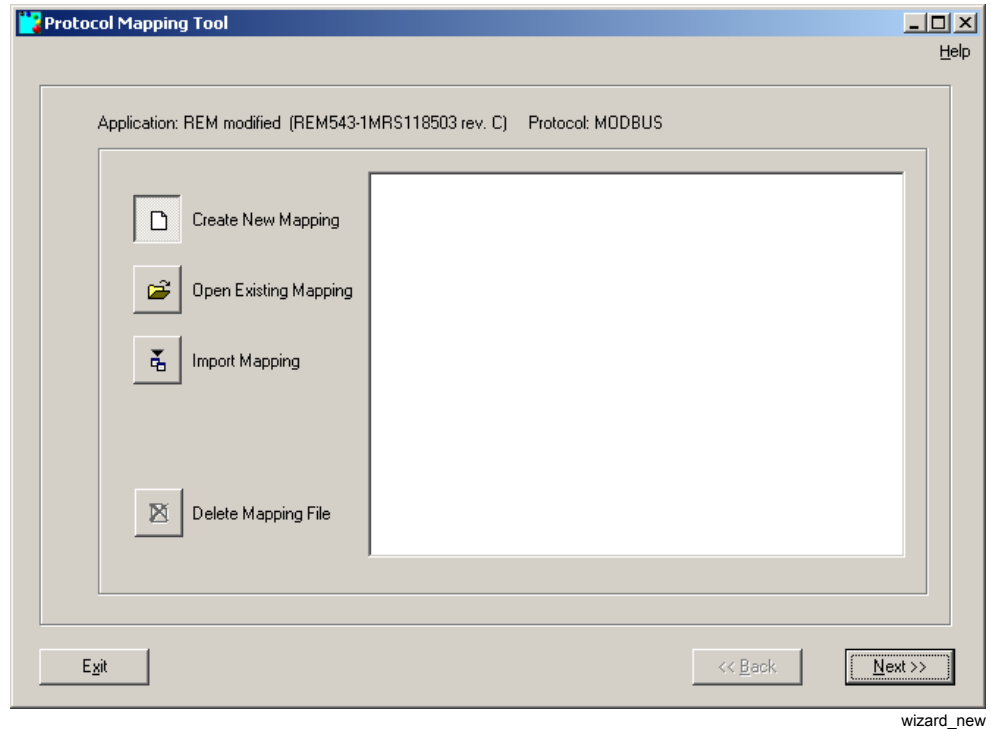 Protocol Mapping Tool
Help
Application: REM modified (REM543-1MRS118503 rev. C) Protocol: MODBUS
Create New Mapping
Open Existing Mapping
Import Mapping
Delete Mapping File
Exit
<< Back
Next >>
wizard_new